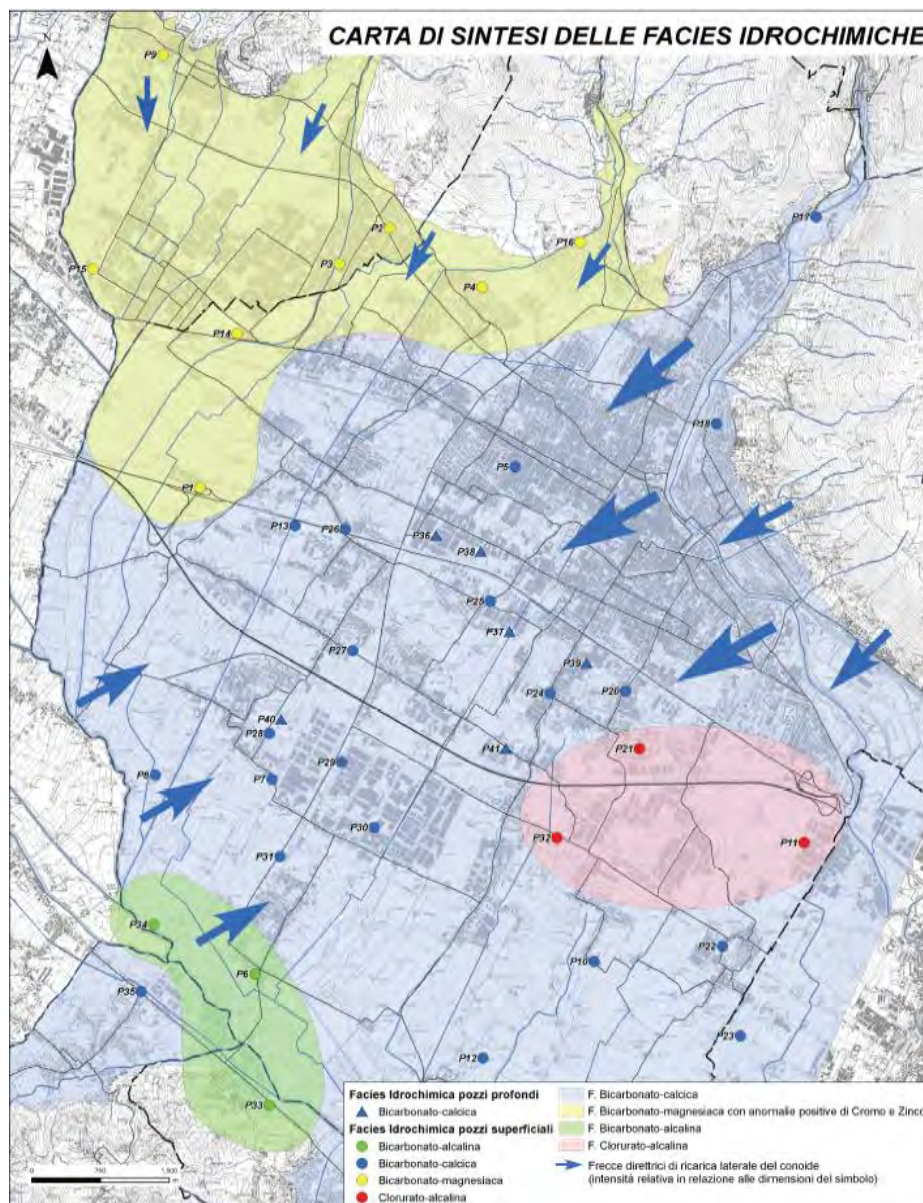 CARTA DI SINTESI DELLE FACIES IDROCHIMICHE
N
P9
P17
P2
P16
P3
P15
P4
P14
P18
P5
P1
P13
P26
P36
P38
P25
P37
P27
P39
P24
P20
P40
P28
P41
P21
P29
P8
P7
P30
P32
P11
P31
P34
P22
P10
P6
P35
P23
P12
P33
Facies Idrochimica pozzi profondi
Bicarbonato-calcica
Facies Idrochimica pozzi superficiali
Bicarbonato-alcalina
Bicarbonato-calcica
Bicarbonato-magnesiaca
Clorurato-alcalina
F. Bicarbonato-calcica
F. Bicarbonato-magnesiaca con anomalie positive di Cromo e Zinco
F. Bicarbonato-alcalina
F. Clorurato-alcalina
Frecce direttrici di ricarica laterale del conoide
(intensità relativa in relazione alle dimensioni del simbolo)
0 750 1.500
m